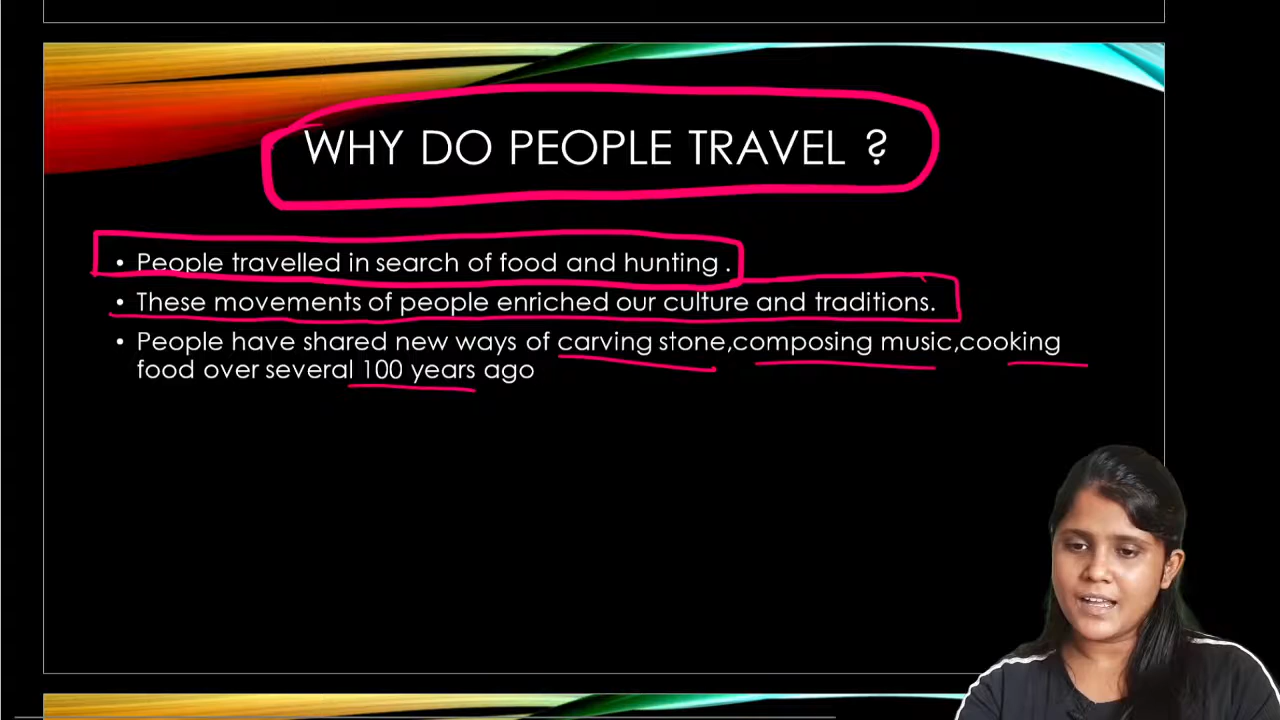 WHY DO PEOPLE TRAVEL ?
• People travelled in search of food and hunting .
• These movements of people enriched our culture and traditions.
• People have shared new ways of carving stone,composing music,cooking
food over several 100 years ago